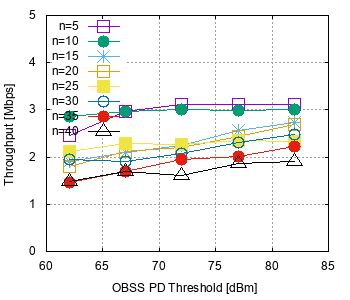 5
4
3
2
1
0
Throughput [Mbps]
n=5
n=10
n=15
n=20
n=25
n=30
n=35
n=40
60 65 70 75 80 85
OBSS PD Threshold [dBm]